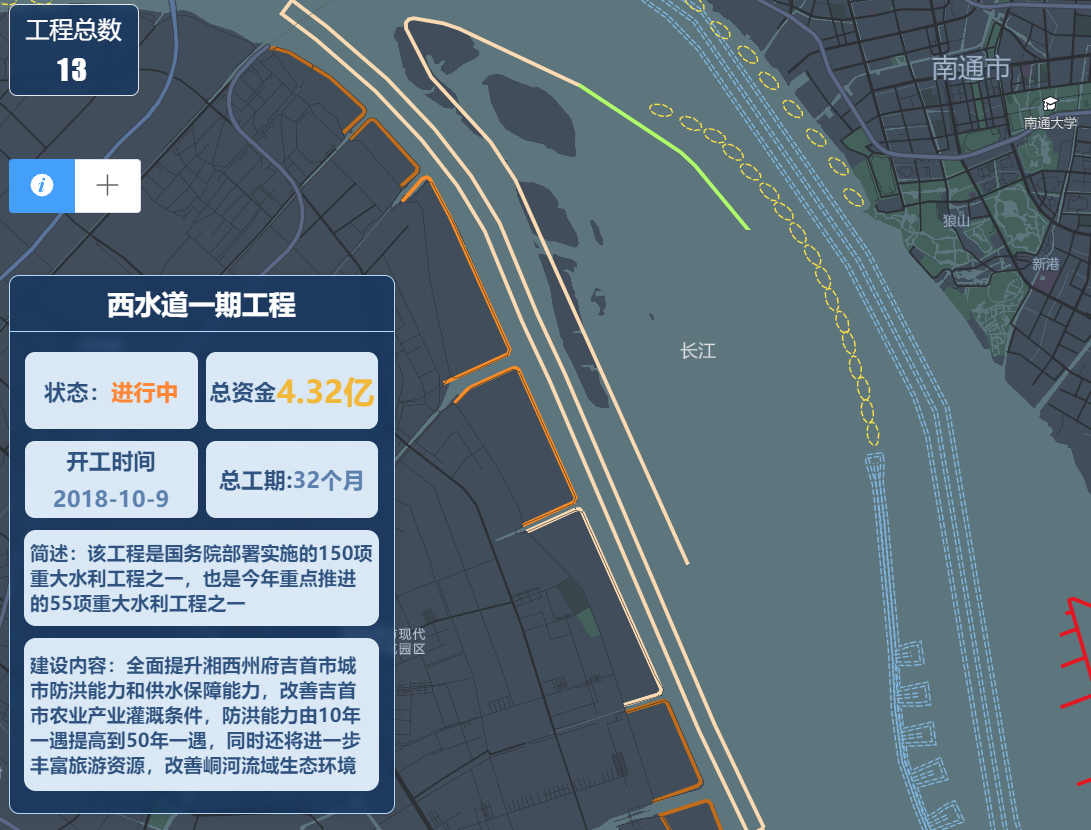 工程总数
13
南通市
南通大学
狼山
新港
长江
西水道一期工程
状态：进行中
总资金4.32亿
开工时间
2018-10-9
总工期:32个月
简述：该工程是国务院部署实施的150项
重大水利工程之一，也是今年重点推进
的55项重大水利工程之一
现代
园区
建设内容：全面提升湘西州府吉首市城
市防洪能力和供水保障能力，改善吉首
市农业产业灌溉条件，防洪能力由10年
一遇提高到50年一遇，同时还将进一步
丰富旅游资源，改善峒河流域生态环境